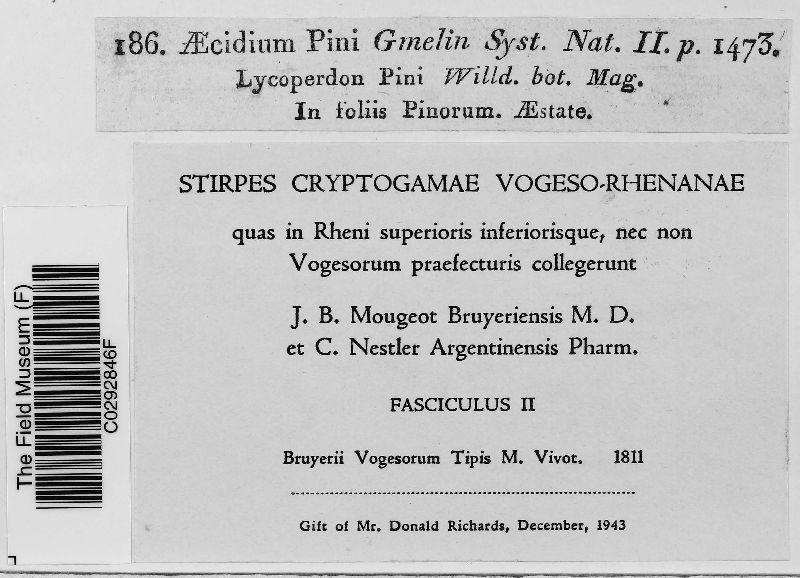 186. Æcidium Pini Gmelin Syst. Nat. II. p. 1473.
Lycoperdon Pini Willd. bot. Mag.
In foliis Pinorum. Æstate.
STIRPES CRYPTOGAMAE VOGESO-RHENANAE
quas in Rheni superioris inferiorisque, nec non
Vogesorum praefecturis collegerunt
J. B. Mougeot Bruyeriensis M. D.
et C. Nestler Argentinensis Pharm.
FASCICULUS II
Bruyerii Vogesorum Tipis M. Vivot. 1811
Gift of Mr. Donald Richards, December, 1943
The Field Museum (F)
C0292846F